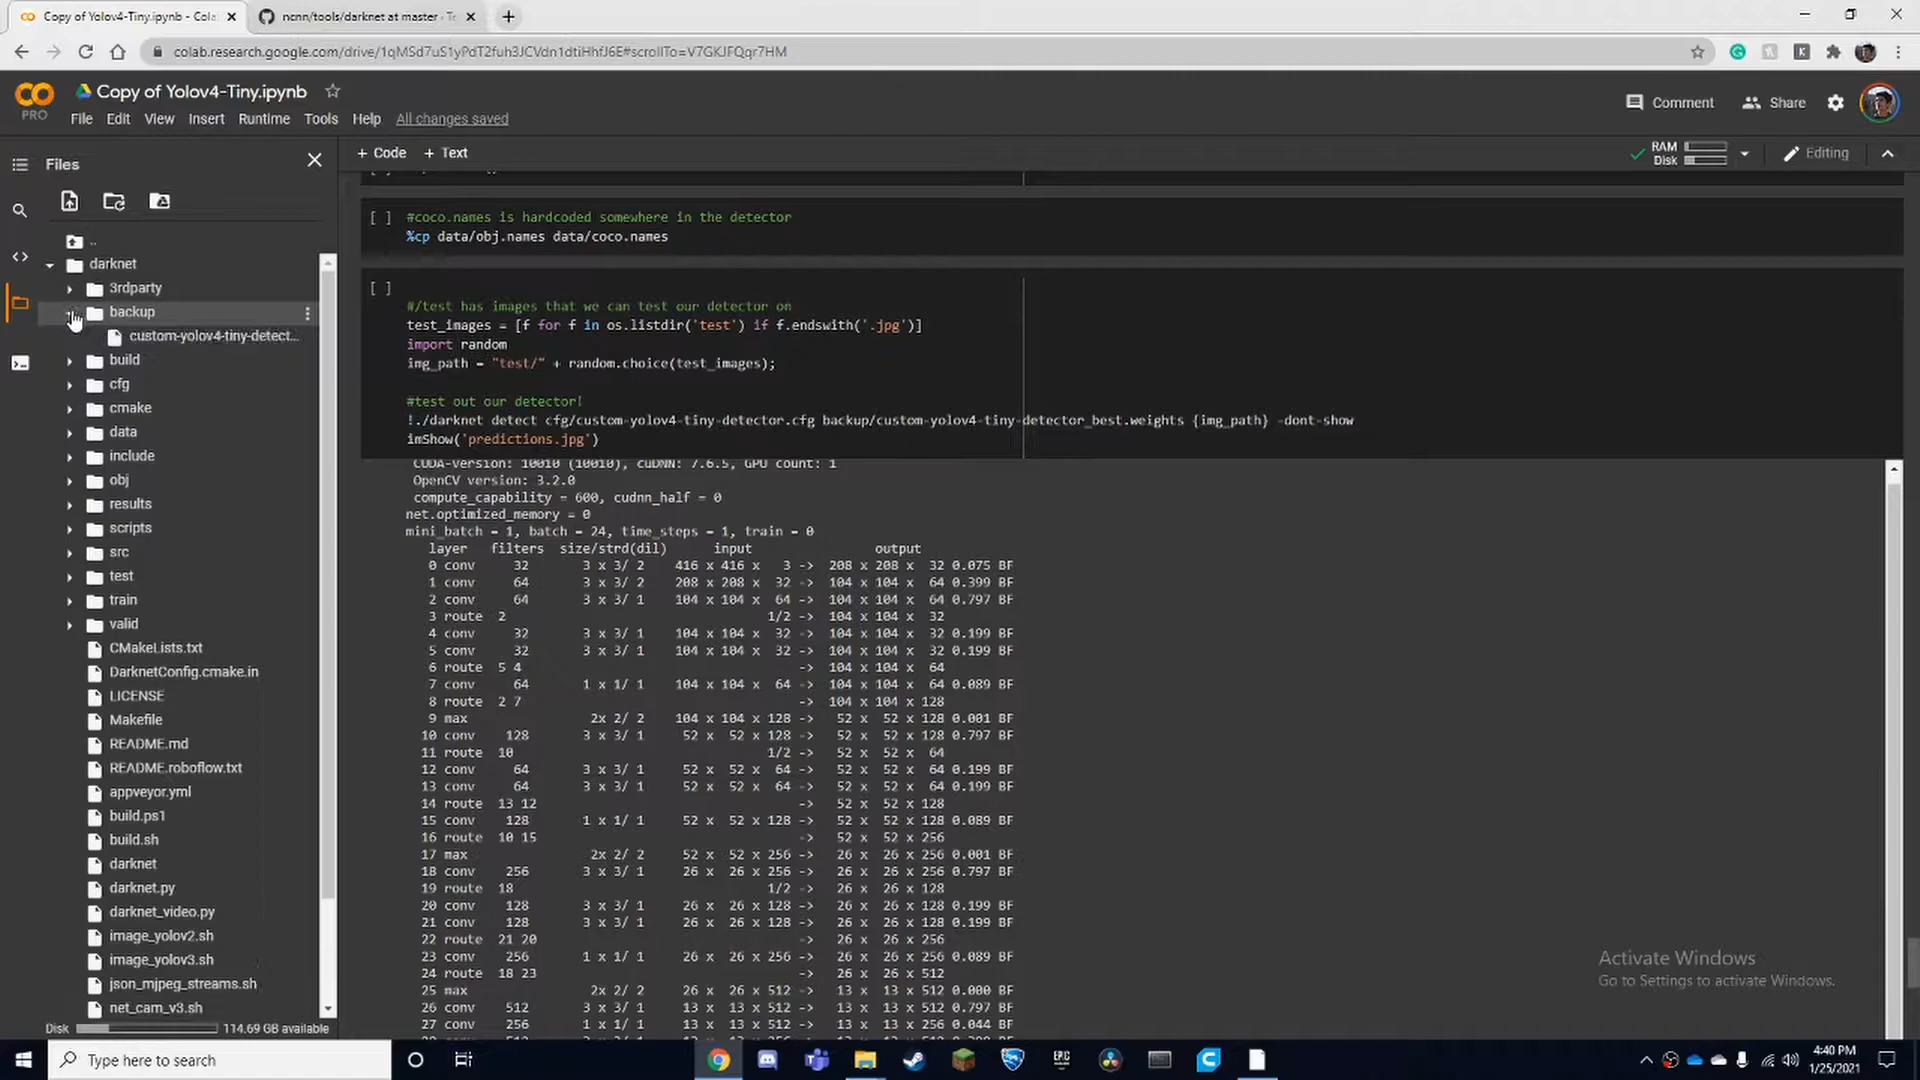 Copy of Yolov4-Tiny.ipynb - Cola
ncnn/tools/darknet at master · Te
colab.research.google.com/drive/1qMSd7uS1yPdT2fuh3JCVdn1dtiHhfJ6E#scrollTo=V7GKJFQqr7HM
CO
PRO
Copy of Yolov4-Tiny.ipynb
Comment
Share
File Edit View Insert Runtime Tools Help All changes saved
Files
+ Code + Text
RAM
Disk
Editing
..
darknet
3rdparty
backup
custom-yolov4-tiny-detect...
build
cfg
cmake
data
include
obj
results
scripts
src
test
train
valid
CMakeLists.txt
DarknetConfig.cmake.in
LICENSE
Makefile
README.md
README.roboflow.txt
appveyor.yml
build.ps1
build.sh
darknet
darknet.py
darknet_video.py
image_yolov2.sh
image_yolov3.sh
json_mjpeg_streams.sh
net_cam_v3.sh
Disk 114.69 GB available
[ ] #coco.names is hardcoded somewhere in the detector
%cp data/obj.names data/coco.names
[ ]
#/test has images that we can test our detector on
test_images = [f for f in os.listdir('test') if f.endswith('.jpg')]
import random
img_path = "test/" + random.choice(test_images);
#test out our detector!
!./darknet detect cfg/custom-yolov4-tiny-detector.cfg backup/custom-yolov4-tiny-detector_best.weights {img_path} -dont-show
imShow('predictions.jpg')
CUDA-version: 10010 (10010), cuDNN: 7.6.5, GPU count: 1
OpenCV version: 3.2.0
compute_capability = 600, cudnn_half = 0
net.optimized_memory = 0
mini_batch = 1, batch = 24, time_steps = 1, train = 0
layer filters size/strd(dil) input output
0 conv 32 3 x 3/ 2 416 x 416 x 3 -> 208 x 208 x 32 0.075 BF
1 conv 64 3 x 3/ 2 208 x 208 x 32 -> 104 x 104 x 64 0.399 BF
2 conv 64 3 x 3/ 1 104 x 104 x 64 -> 104 x 104 x 64 0.797 BF
3 route 2 1/2 -> 104 x 104 x 32
4 conv 32 3 x 3/ 1 104 x 104 x 32 -> 104 x 104 x 32 0.199 BF
5 conv 32 3 x 3/ 1 104 x 104 x 32 -> 104 x 104 x 32 0.199 BF
6 route 5 4 -> 104 x 104 x 64
7 conv 64 1 x 1/ 1 104 x 104 x 64 -> 104 x 104 x 64 0.089 BF
8 route 2 7 -> 104 x 104 x 128
9 max 2x 2/ 2 104 x 104 x 128 -> 52 x 52 x 128 0.001 BF
10 conv 128 3 x 3/ 1 52 x 52 x 128 -> 52 x 52 x 128 0.797 BF
11 route 10 1/2 -> 52 x 52 x 64
12 conv 64 3 x 3/ 1 52 x 52 x 64 -> 52 x 52 x 64 0.199 BF
13 conv 64 3 x 3/ 1 52 x 52 x 64 -> 52 x 52 x 64 0.199 BF
14 route 13 12 -> 52 x 52 x 128
15 conv 128 1 x 1/ 1 52 x 52 x 128 -> 52 x 52 x 128 0.089 BF
16 route 10 15 -> 52 x 52 x 256
17 max 2x 2/ 2 52 x 52 x 256 -> 26 x 26 x 256 0.001 BF
18 conv 256 3 x 3/ 1 26 x 26 x 256 -> 26 x 26 x 256 0.797 BF
19 route 18 1/2 -> 26 x 26 x 128
20 conv 128 3 x 3/ 1 26 x 26 x 128 -> 26 x 26 x 128 0.199 BF
21 conv 128 3 x 3/ 1 26 x 26 x 128 -> 26 x 26 x 128 0.199 BF
22 route 21 20 -> 26 x 26 x 256
23 conv 256 1 x 1/ 1 26 x 26 x 256 -> 26 x 26 x 256 0.089 BF
24 route 18 23 -> 26 x 26 x 512
25 max 2x 2/ 2 26 x 26 x 512 -> 13 x 13 x 512 0.000 BF
26 conv 512 3 x 3/ 1 13 x 13 x 512 -> 13 x 13 x 512 0.797 BF
27 conv 256 1 x 1/ 1 13 x 13 x 512 -> 13 x 13 x 256 0.044 BF
Activate Windows
Go to Settings to activate Windows.
Type here to search
EPIC
4:40 PM
1/25/2021